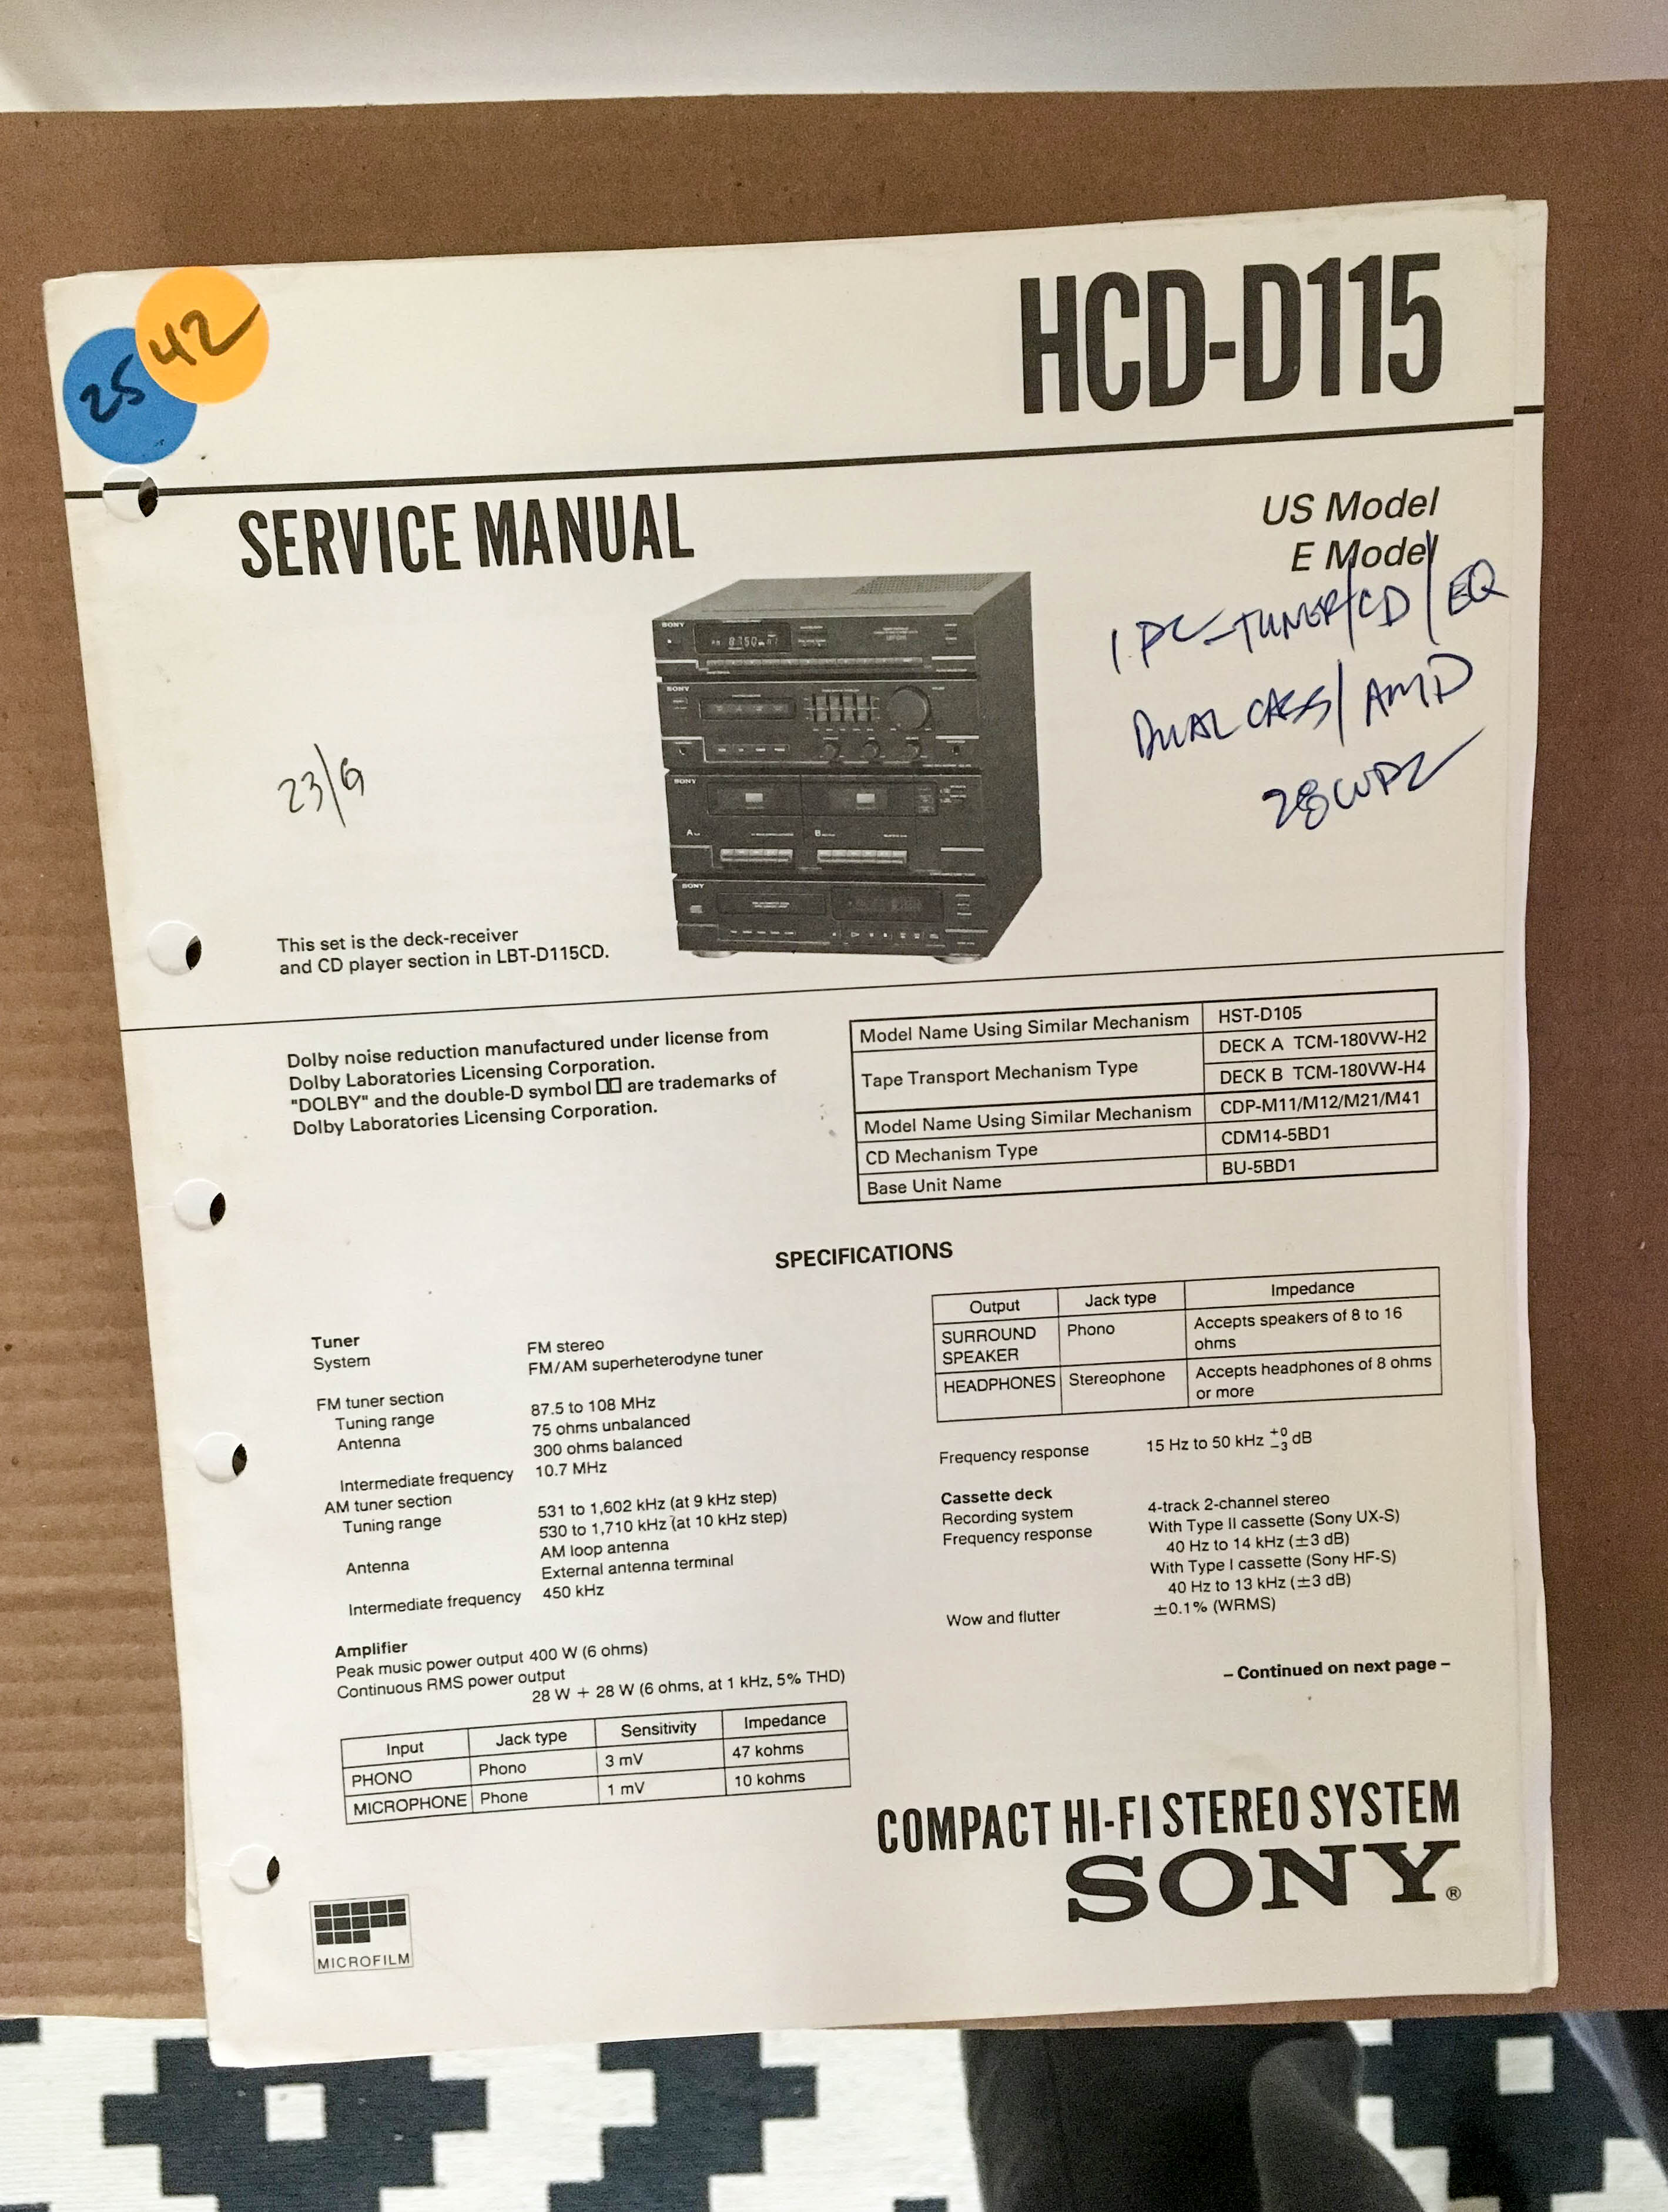 HCD-D115
42
25
SERVICE MANUAL
US Model
E Model
1 PC-TUNER/CD/EQ
DUAL CASS/AMP
28WPC
23/G
SONY
SONY
SONY
A
B
SONY
This set is the deck-receiver
and CD player section in LBT-D115CD.
Dolby noise reduction manufactured under license from
Dolby Laboratories Licensing Corporation.
"DOLBY" and the double-D symbol are trademarks of
Dolby Laboratories Licensing Corporation.
Model Name Using Similar Mechanism HST-D105
Tape Transport Mechanism Type DECK A TCM-180VW-H2
DECK B TCM-180VW-H4
Model Name Using Similar Mechanism CDP-M11/M12/M21/M41
CD Mechanism Type CDM14-5BD1
Base Unit Name BU-5BD1
SPECIFICATIONS
Tuner
System FM stereo
FM/AM superheterodyne tuner
FM tuner section
Tuning range 87.5 to 108 MHz
Antenna 75 ohms unbalanced
300 ohms balanced
Intermediate frequency 10.7 MHz
AM tuner section
Tuning range 531 to 1,602 kHz (at 9 kHz step)
530 to 1,710 kHz (at 10 kHz step)
Antenna AM loop antenna
External antenna terminal
Intermediate frequency 450 kHz
Amplifier
Peak music power output 400 W (6 ohms)
Continuous RMS power output
28 W + 28 W (6 ohms, at 1 kHz, 5% THD)
Input Jack type Sensitivity Impedance
PHONO Phono 3 mV 47 kohms
MICROPHONE Phone 1 mV 10 kohms
Output Jack type Impedance
SURROUND SPEAKER Phono Accepts speakers of 8 to 16
ohms
HEADPHONES Stereophone Accepts headphones of 8 ohms
or more
Frequency response 15 Hz to 50 kHz +0 −3 dB
Cassette deck
Recording system 4-track 2-channel stereo
Frequency response With Type II cassette (Sony UX-S)
40 Hz to 14 kHz (±3 dB)
With Type I cassette (Sony HF-S)
40 Hz to 13 kHz (±3 dB)
Wow and flutter ±0.1% (WRMS)
– Continued on next page –
COMPACT HI-FI STEREO SYSTEM
SONY®
MICROFILM